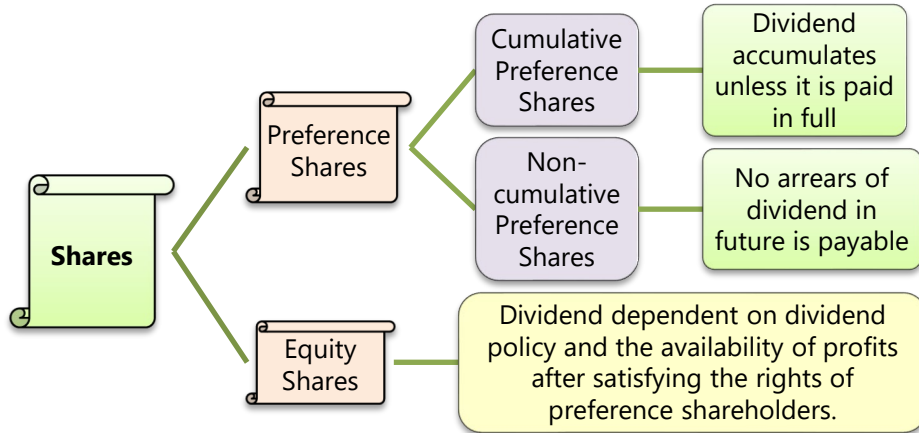 Shares
Preference
Shares
Cumulative
Preference
Shares
Dividend
accumulates
unless it is paid
in full
Non-
cumulative
Preference
Shares
No arrears of
dividend in
future is payable
Equity
Shares
Dividend dependent on dividend
policy and the availability of profits
after satisfying the rights of
preference shareholders.